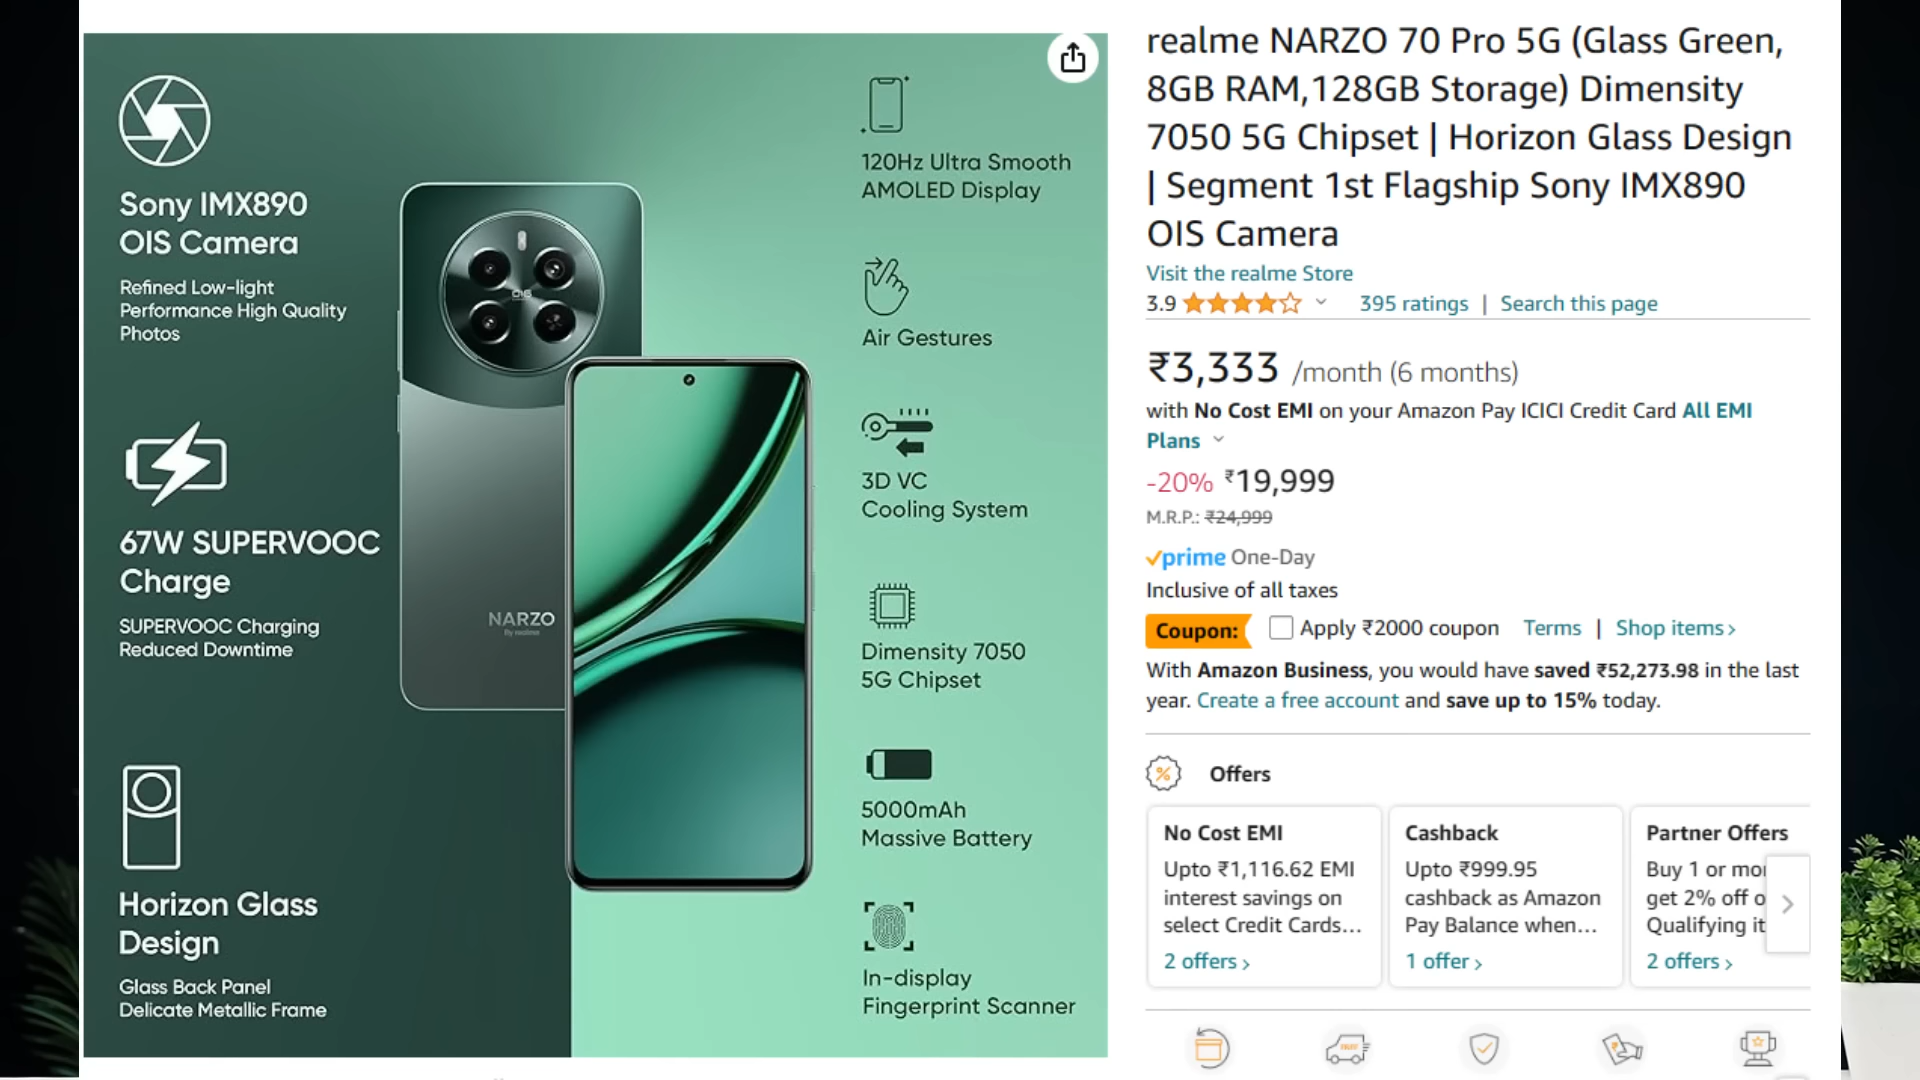 Sony IMX890
OIS Camera
Refined Low-light
Performance High Quality
Photos
67W SUPERVOOC
Charge
SUPERVOOC Charging
Reduced Downtime
Horizon Glass
Design
Glass Back Panel
Delicate Metallic Frame
OIS
NARZO
By realme
120Hz Ultra Smooth
AMOLED Display
Air Gestures
3D VC
Cooling System
Dimensity 7050
5G Chipset
5000mAh
Massive Battery
In-display
Fingerprint Scanner
realme NARZO 70 Pro 5G (Glass Green,
8GB RAM,128GB Storage) Dimensity
7050 5G Chipset | Horizon Glass Design
| Segment 1st Flagship Sony IMX890
OIS Camera
Visit the realme Store
3.9 395 ratings | Search this page
₹3,333 /month (6 months)
with No Cost EMI on your Amazon Pay ICICI Credit Card All EMI
Plans
-20% ₹19,999
M.R.P.: ₹24,999
prime One-Day
Inclusive of all taxes
Coupon: Apply ₹2000 coupon Terms | Shop items›
With Amazon Business, you would have saved ₹52,273.98 in the last
year. Create a free account and save up to 15% today.
% Offers
No Cost EMI
Upto ₹1,116.62 EMI
interest savings on
select Credit Cards…
2 offers ›
Cashback
Upto ₹999.95
cashback as Amazon
Pay Balance when…
1 offer ›
Partner Offers
Buy 1 or mo
get 2% off o
Qualifying it
2 offers ›